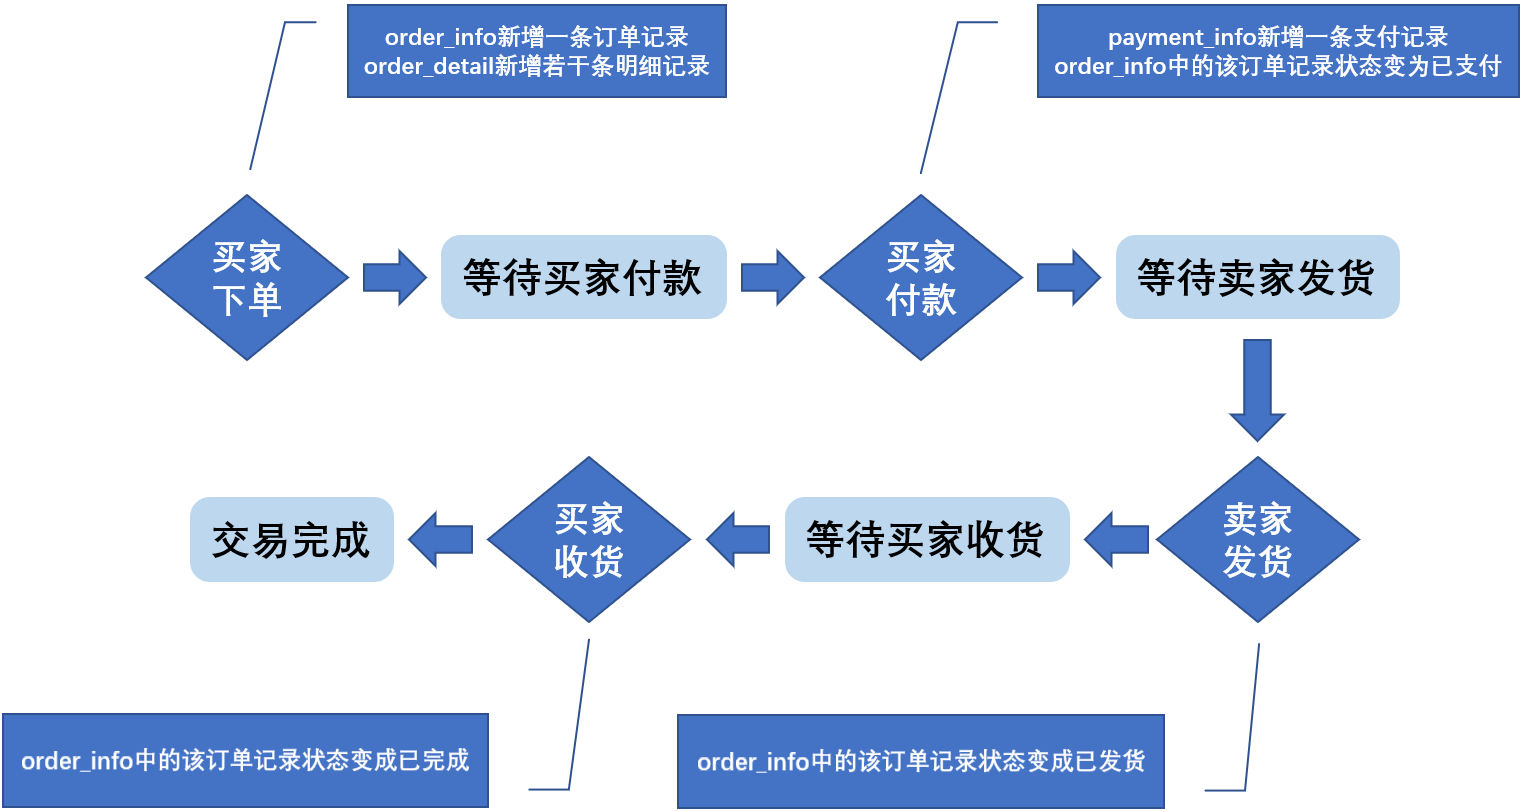 order_info新增一条订单记录
order_detail新增若干条明细记录
payment_info新增一条支付记录
order_info中的该订单记录状态变为已支付
买家
下单
等待买家付款
买家
付款
等待卖家发货
卖家
发货
等待买家收货
买家
收货
交易完成
order_info中的该订单记录状态变成已完成
order_info中的该订单记录状态变成已发货